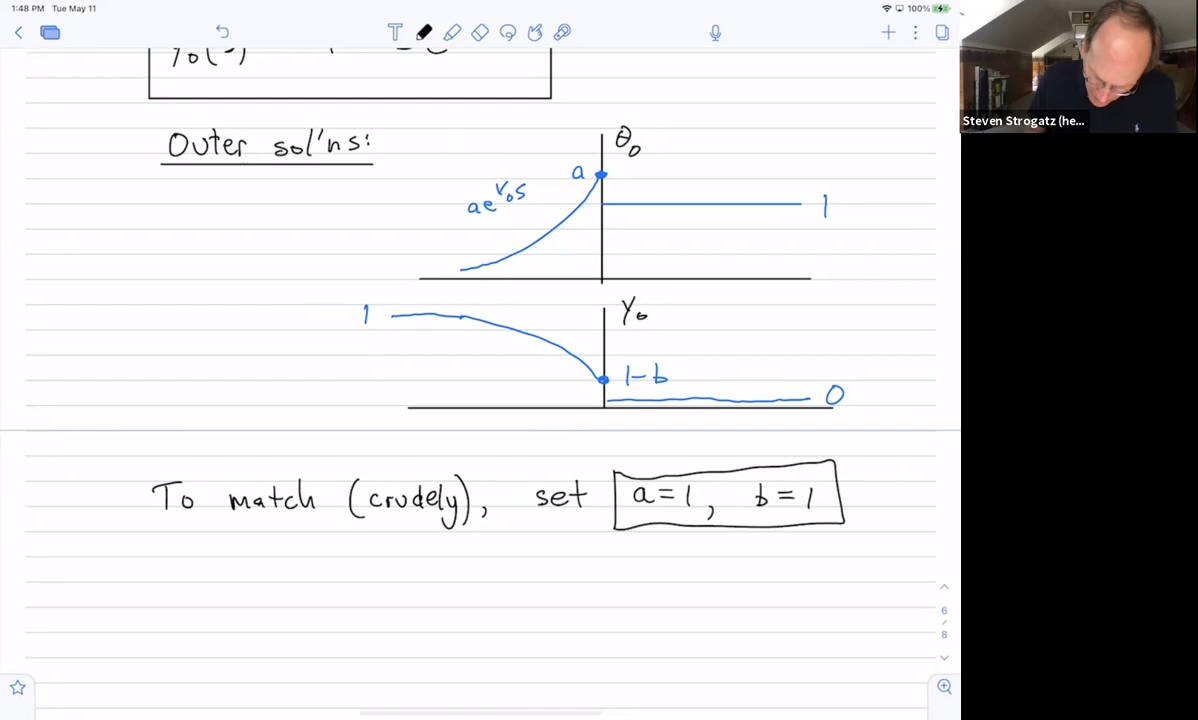 1:48 PM Tue May 11
100%
Steven Strogatz (he...
Outer sol'ns:
θ₀
a
ae^{v₀s}
1
1
Y₀
1-b
0
To match (crudely), set a=1, b=1
6
/
8